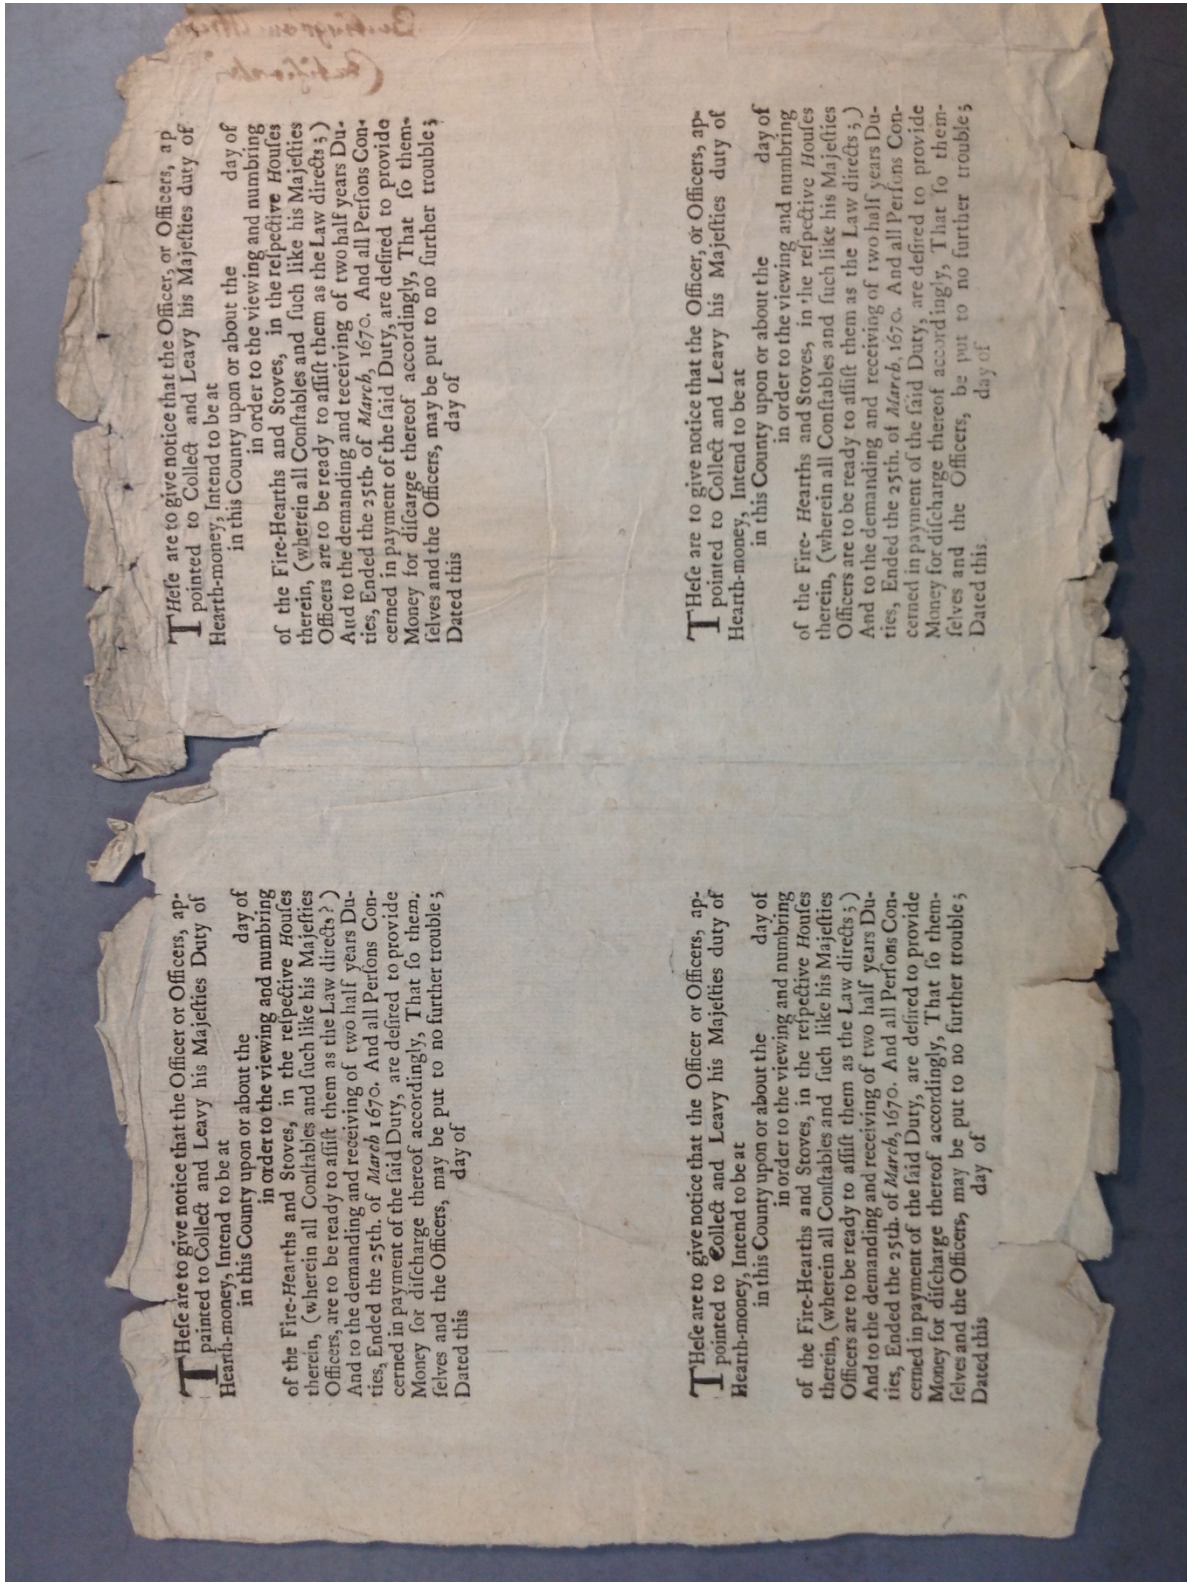 THeſe are to give notice that the Officer or Officers, ap-
painted to Collect and Leavy his Majeſties Duty of
Hearth-money, Intend to be at
in this County upon or about the day of
in order to the viewing and numbring
of the Fire-Hearths and Stoves, in the reſpective Houſes
therein, (wherein all Conſtables and ſuch like his Majeſties
Officers, are to be ready to aſſiſt them as the Law directs?)
And to the demanding and receiving of two half years Du-
ties, Ended the 25th. of March 1670. And all Perſons Con-
cerned in payment of the ſaid Duty, are deſired to provide
Money for diſcharge thereof accordingly, That ſo them,
ſelves and the Officers, may be put to no further trouble;
Dated this day of
THeſe are to give notice that the Officer, or Officers, ap
pointed to Collect and Leavy his Majeſties duty of
Hearth-money, Intend to be at
in this County upon or about the day of
in order to the viewing and numbring
of the Fire-Hearths and Stoves, in the reſpective Houſes
therein, (wherein all Conſtables and ſuch like his Majeſties
Officers are to be ready to aſſiſt them as the Law directs;)
Aud to the demanding and teceiving of two half years Du-
ties, Ended the 25th. of March, 1670. And all Perſons Con-
cerned in payment of the ſaid Duty, are deſired to provide
Money for diſcarge thereof accordingly, That ſo them-
ſelves and the Officers, may be put to no further trouble;
Dated this day of
THeſe are to give notice that the Officer or Officers, ap-
pointed to Collect and Leavy his Majeſties duty of
Hearth-money, Intend to be at
in this County upon or about the day of
in order to the viewing and numbring
of the Fire-Hearths and Stoves, in the reſpective Houſes
therein, (wherein all Conſtables and ſuch like his Majeſties
Officers are to be ready to aſſiſt them as the Law directs;)
And to the demanding and receiving of two half years Du-
ties, Ended the 25th. of March, 1670. And all Perſons Con-
cerned in payment of the ſaid Duty, are deſired to provide
Money for diſcharge thereof accordingly, That ſo them-
ſelves and the Officers, may be put to no further trouble;
Dated this day of
THeſe are to give notice that the Officer, or Officers, ap-
pointed to Collect and Leavy his Majeſties duty of
Hearth-money, Intend to be at
in this County upon or about the day of
in order to the viewing and numbring
of the Fire-Hearths and Stoves, in 'he reſpective Houſes
therein, (wherein all Conſtables and ſuch like his Majeſties
Officers are to be ready to aſſiſt them as the Law directs;)
And to the demanding and receiving of two half years Du-
ties, Ended the 25th. of March, 1670. And all Perſons Con-
cerned in payment of the ſaid Duty, are deſired to provide
Money for diſcharge thereof accordingly, That ſo them-
ſelves and the Officers, be put to no further trouble;
Dated this day of